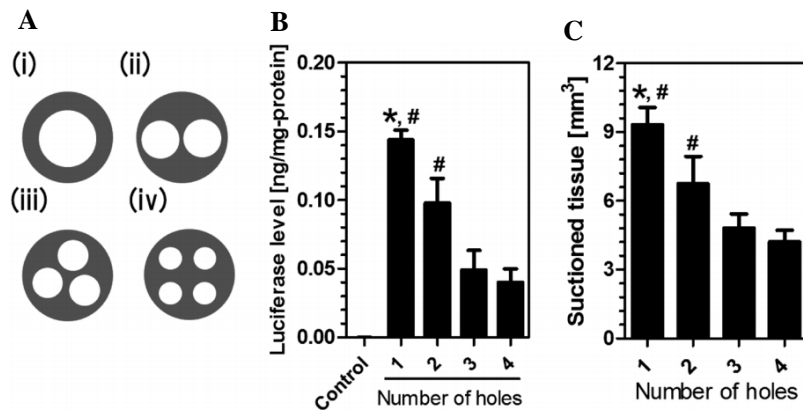 A
(i)
(ii)
(iii)
(iv)
B
Luciferase level [ng/mg-protein]
0.20
0.15
0.10
0.05
0.00
*, #
#
Control
1
2
3
4
Number of holes
C
Suctioned tissue [mm³]
12
9
6
3
0
*, #
#
1
2
3
4
Number of holes